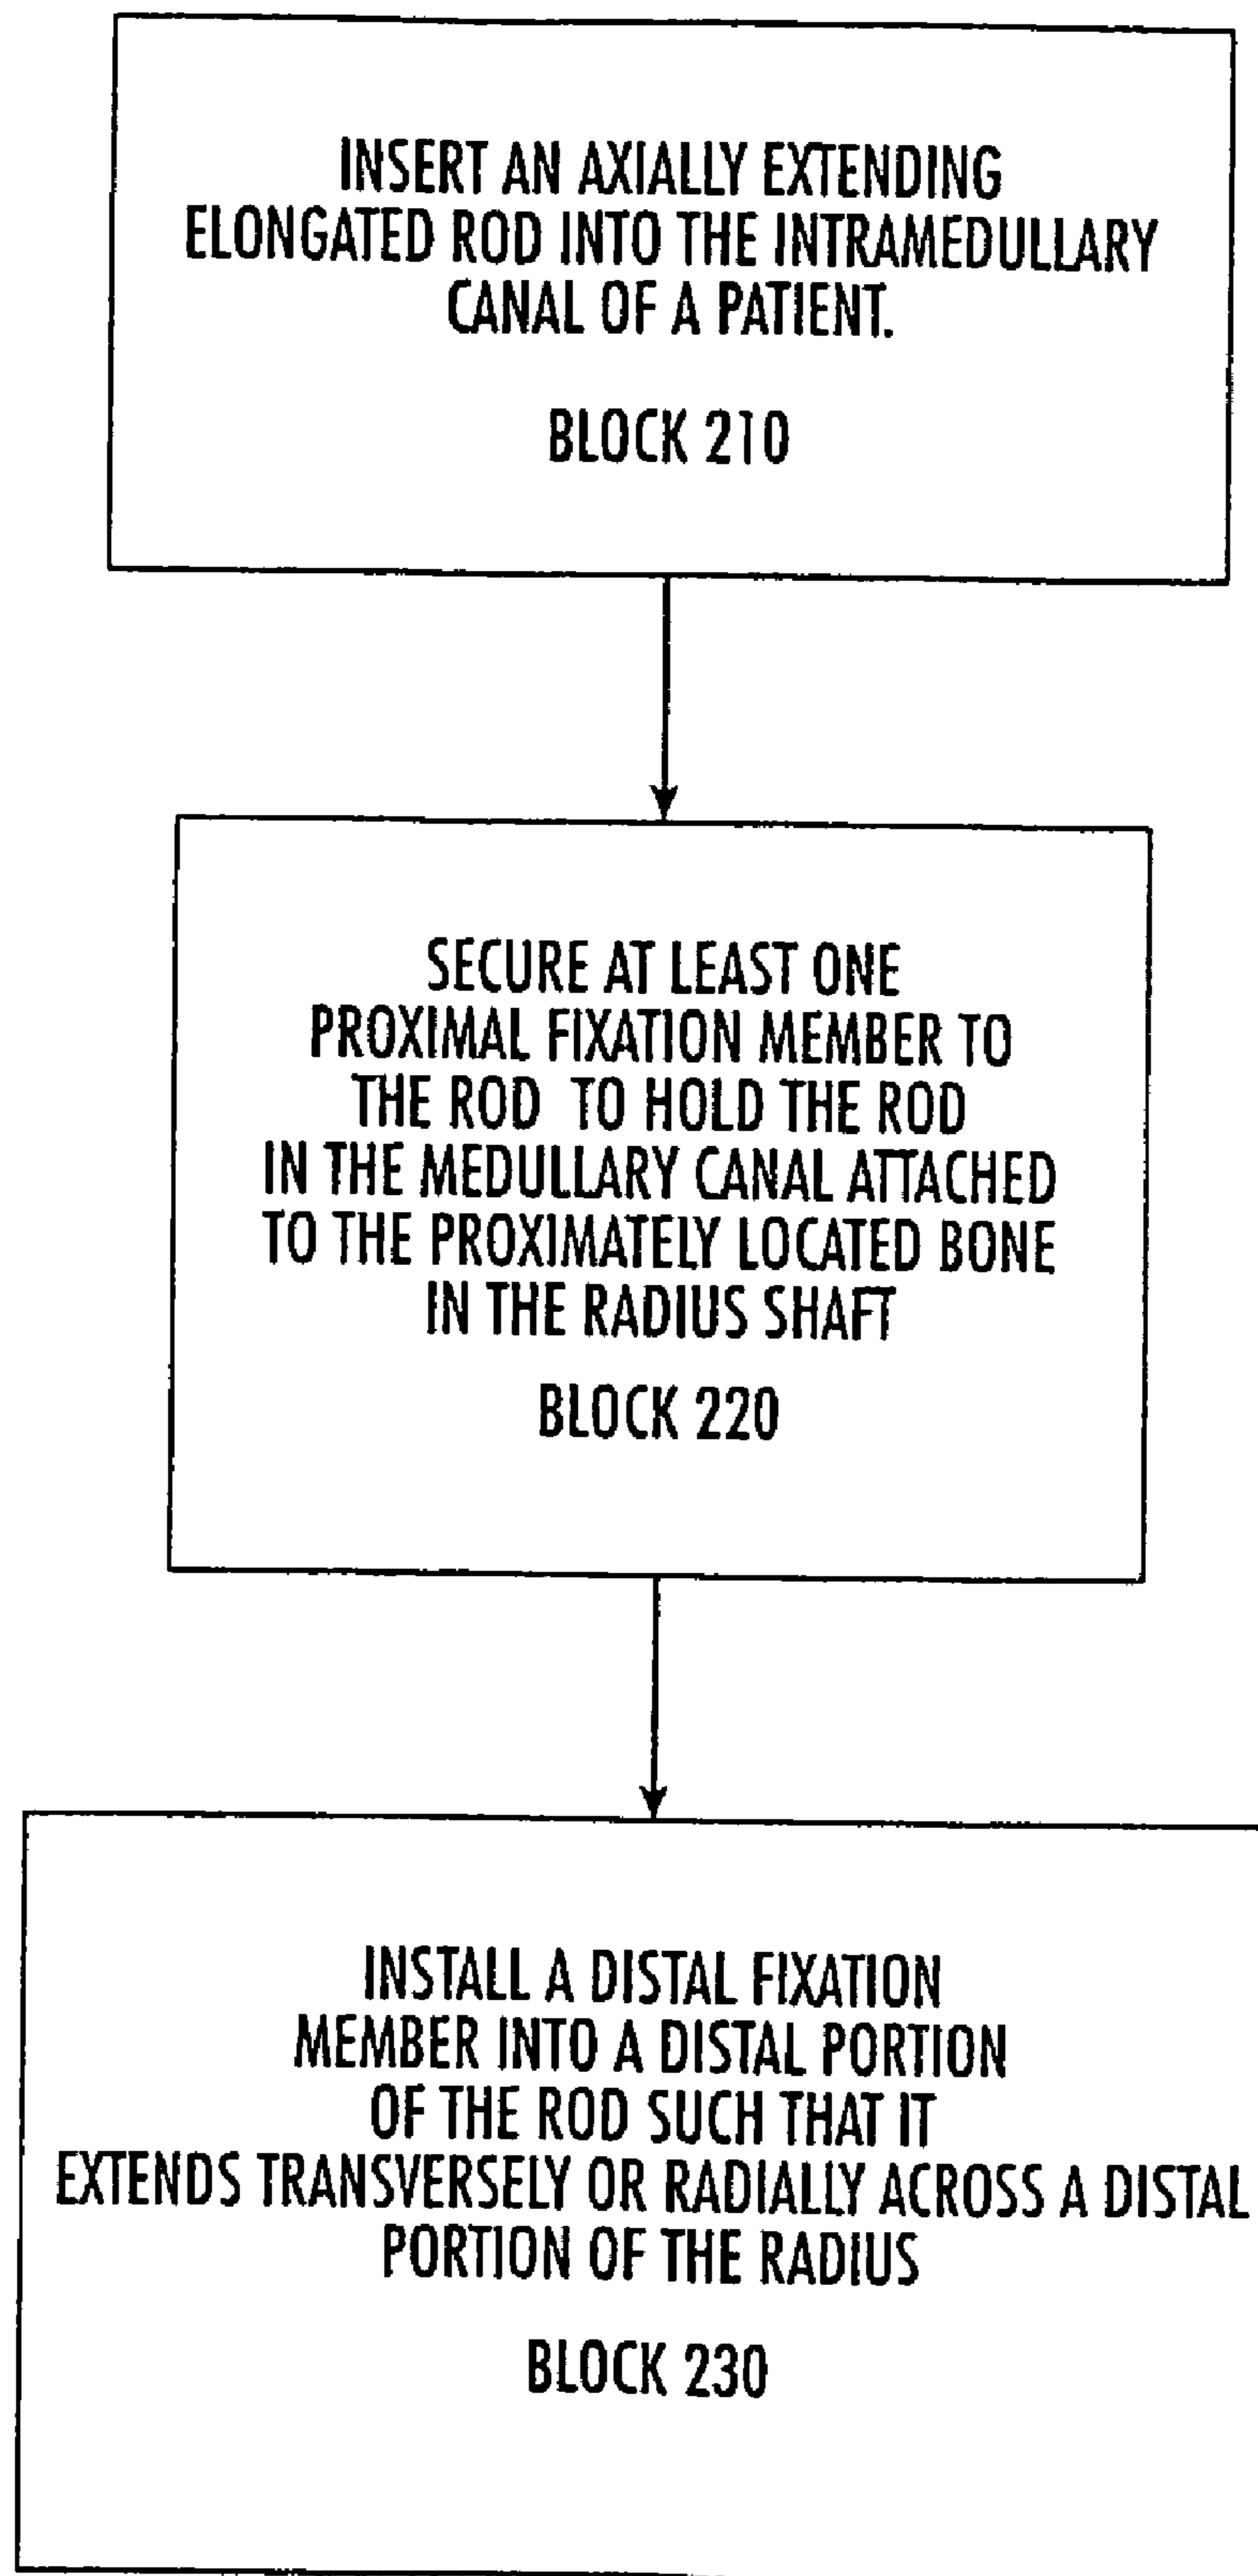 INSERT AN AXIALLY EXTENDING
ELONGATED ROD INTO THE INTRAMEDULLARY
CANAL OF A PATIENT.
BLOCK 210
SECURE AT LEAST ONE
PROXIMAL FIXATION MEMBER TO
THE ROD TO HOLD THE ROD
IN THE MEDULLARY CANAL ATTACHED
TO THE PROXIMATELY LOCATED BONE
IN THE RADIUS SHAFT
BLOCK 220
INSTALL A DISTAL FIXATION
MEMBER INTO A DISTAL PORTION
OF THE ROD SUCH THAT IT
EXTENDS TRANSVERSELY OR RADIALLY ACROSS A DISTAL
PORTION OF THE RADIUS
BLOCK 230